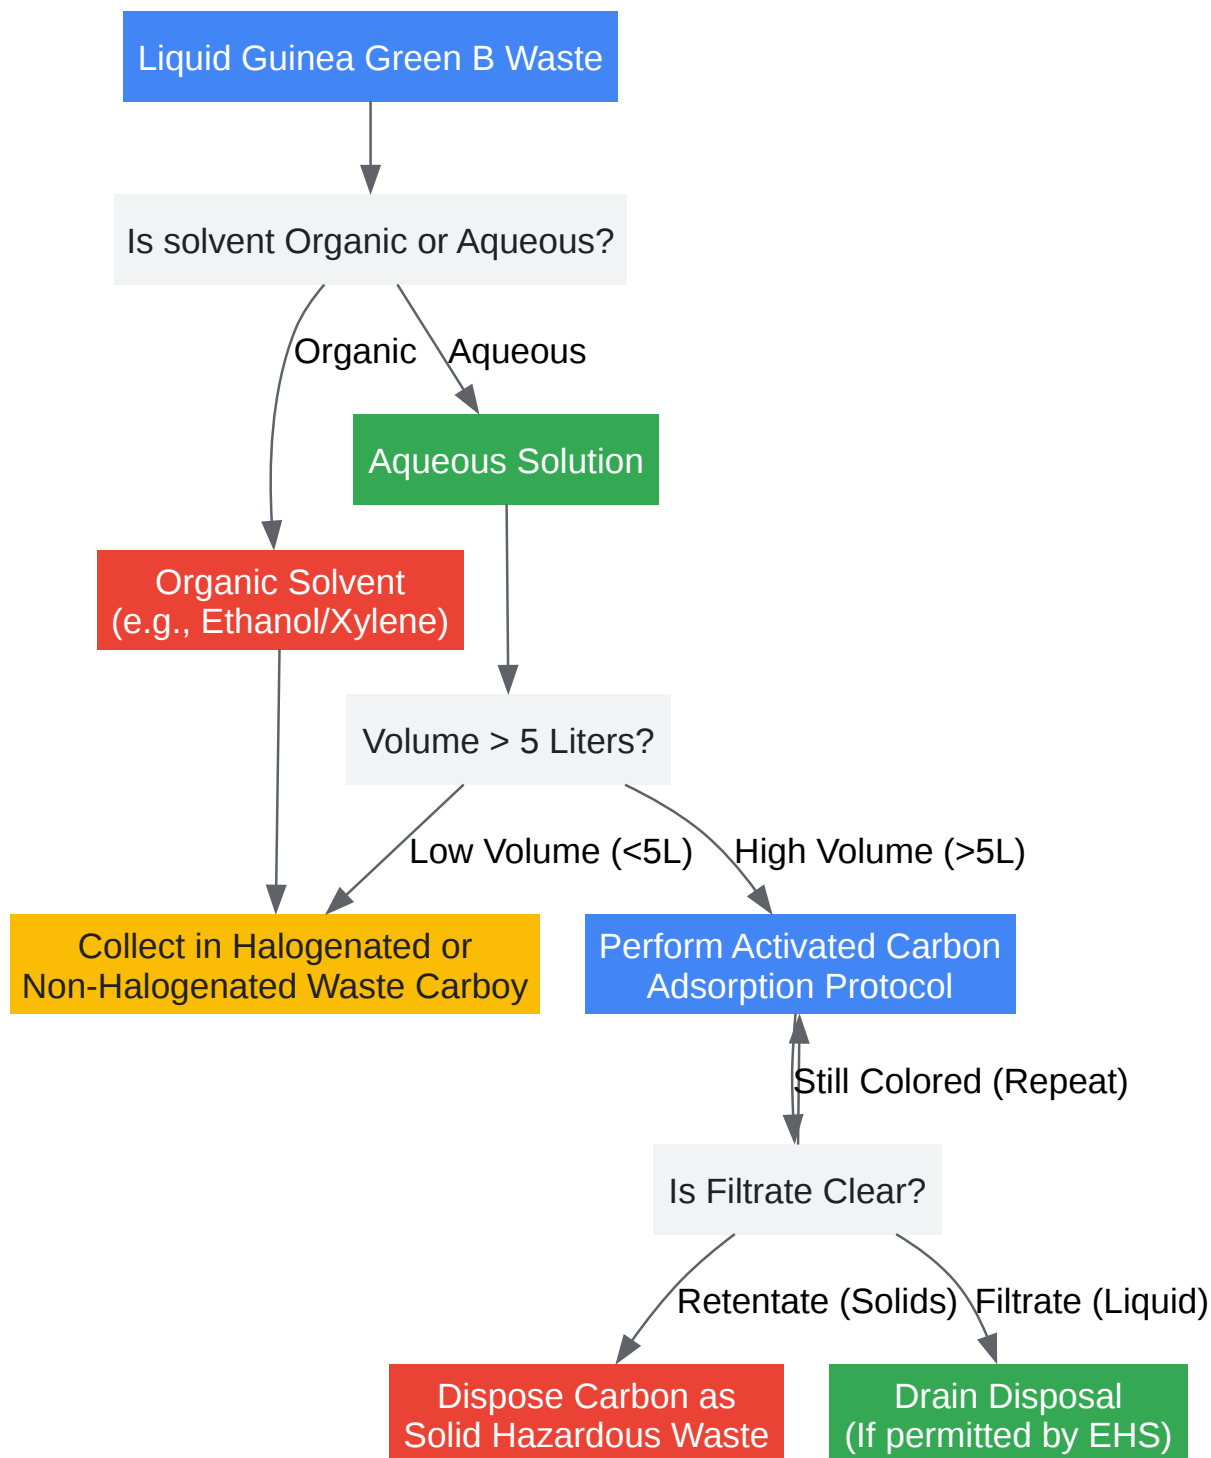 Liquid Guinea Green B Waste
Is solvent Organic or Aqueous?
Organic
Aqueous
Aqueous Solution
Organic Solvent
(e.g., Ethanol/Xylene)
Volume > 5 Liters?
Low Volume (<5L)
High Volume (>5L)
Collect in Halogenated or
Non-Halogenated Waste Carboy
Perform Activated Carbon
Adsorption Protocol
Still Colored (Repeat)
Is Filtrate Clear?
Retentate (Solids)
Filtrate (Liquid)
Dispose Carbon as
Solid Hazardous Waste
Drain Disposal
(If permitted by EHS)